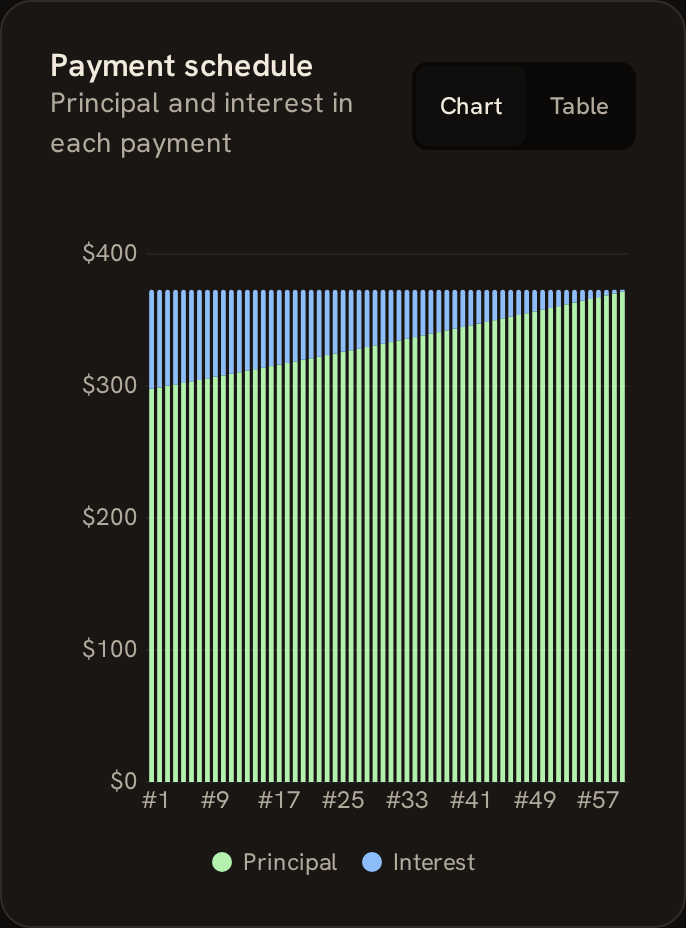 Payment schedule
Principal and interest in
each payment
Chart
Table
$400
$300
$200
$100
$0
#1 #9 #17 #25 #33 #41 #49 #57
Principal Interest